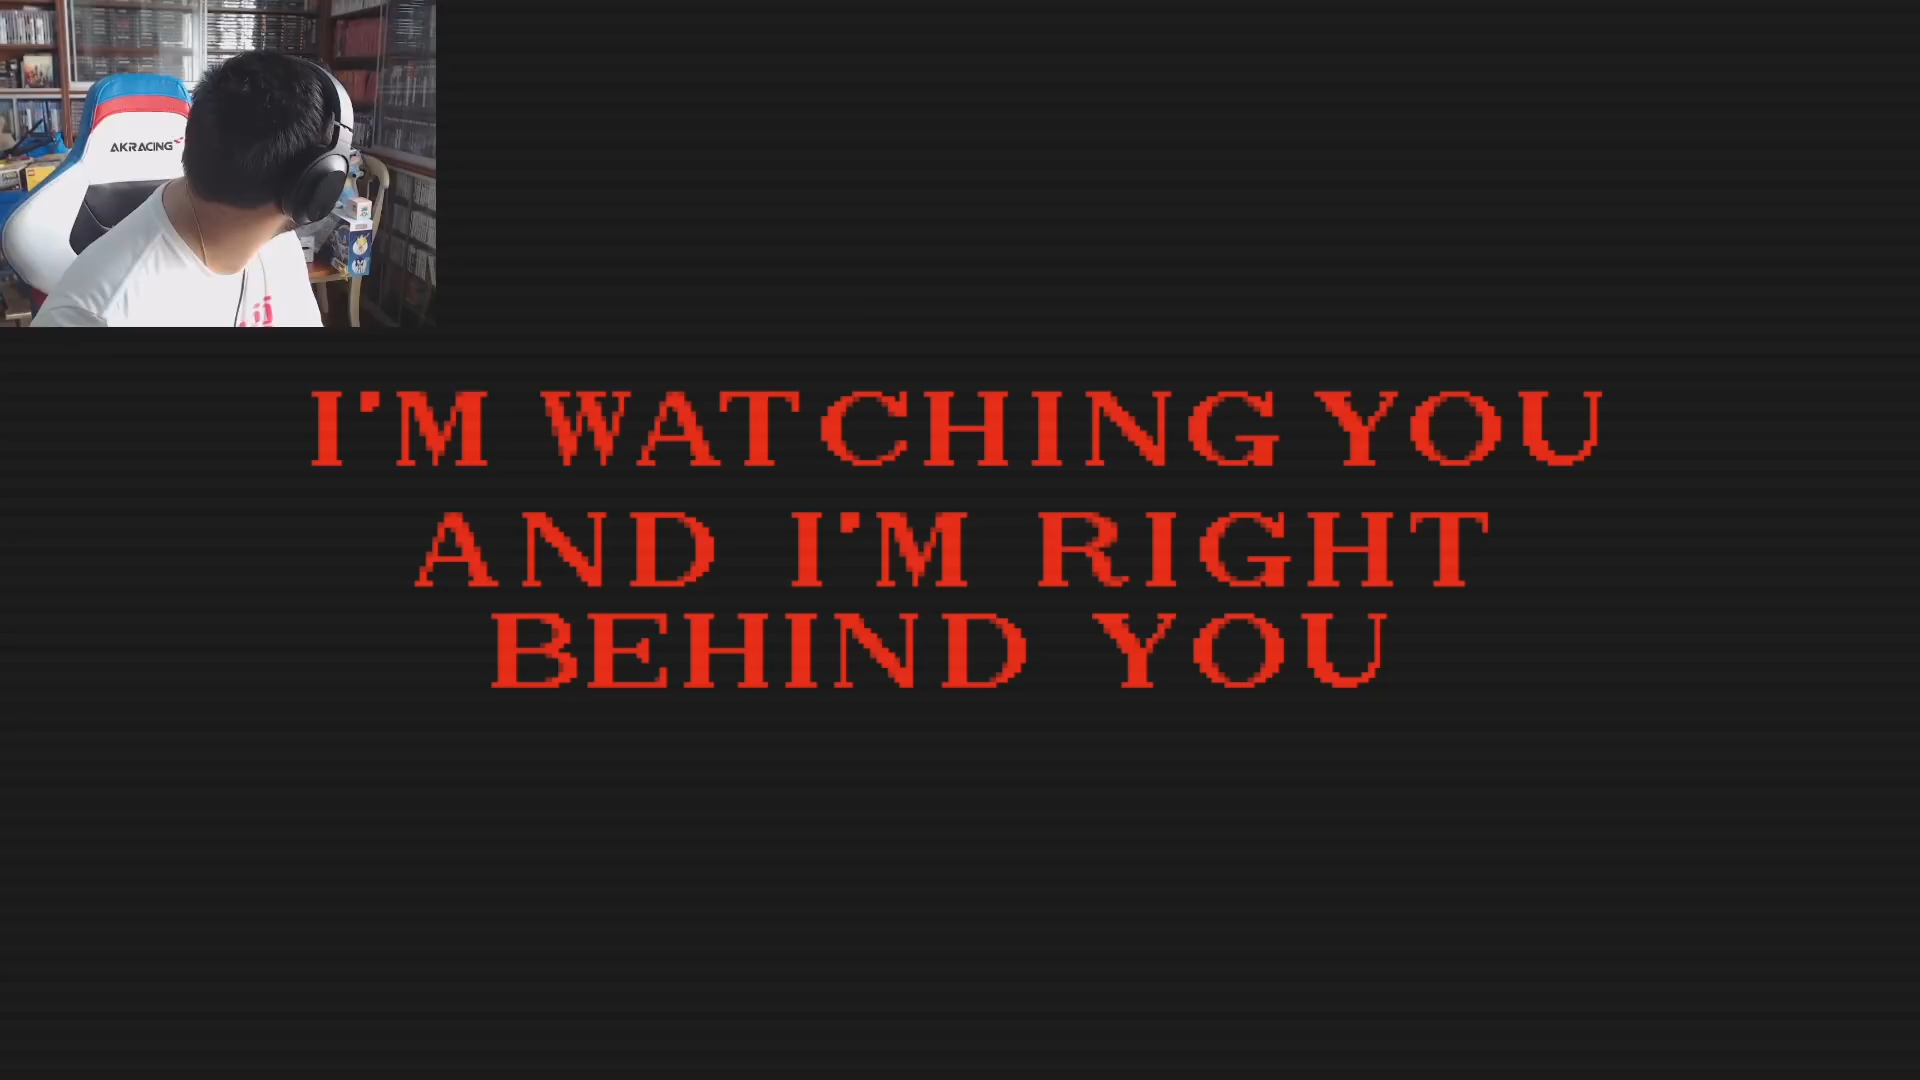 AKRACING
I'M WATCHING YOU
AND I'M RIGHT
BEHIND YOU